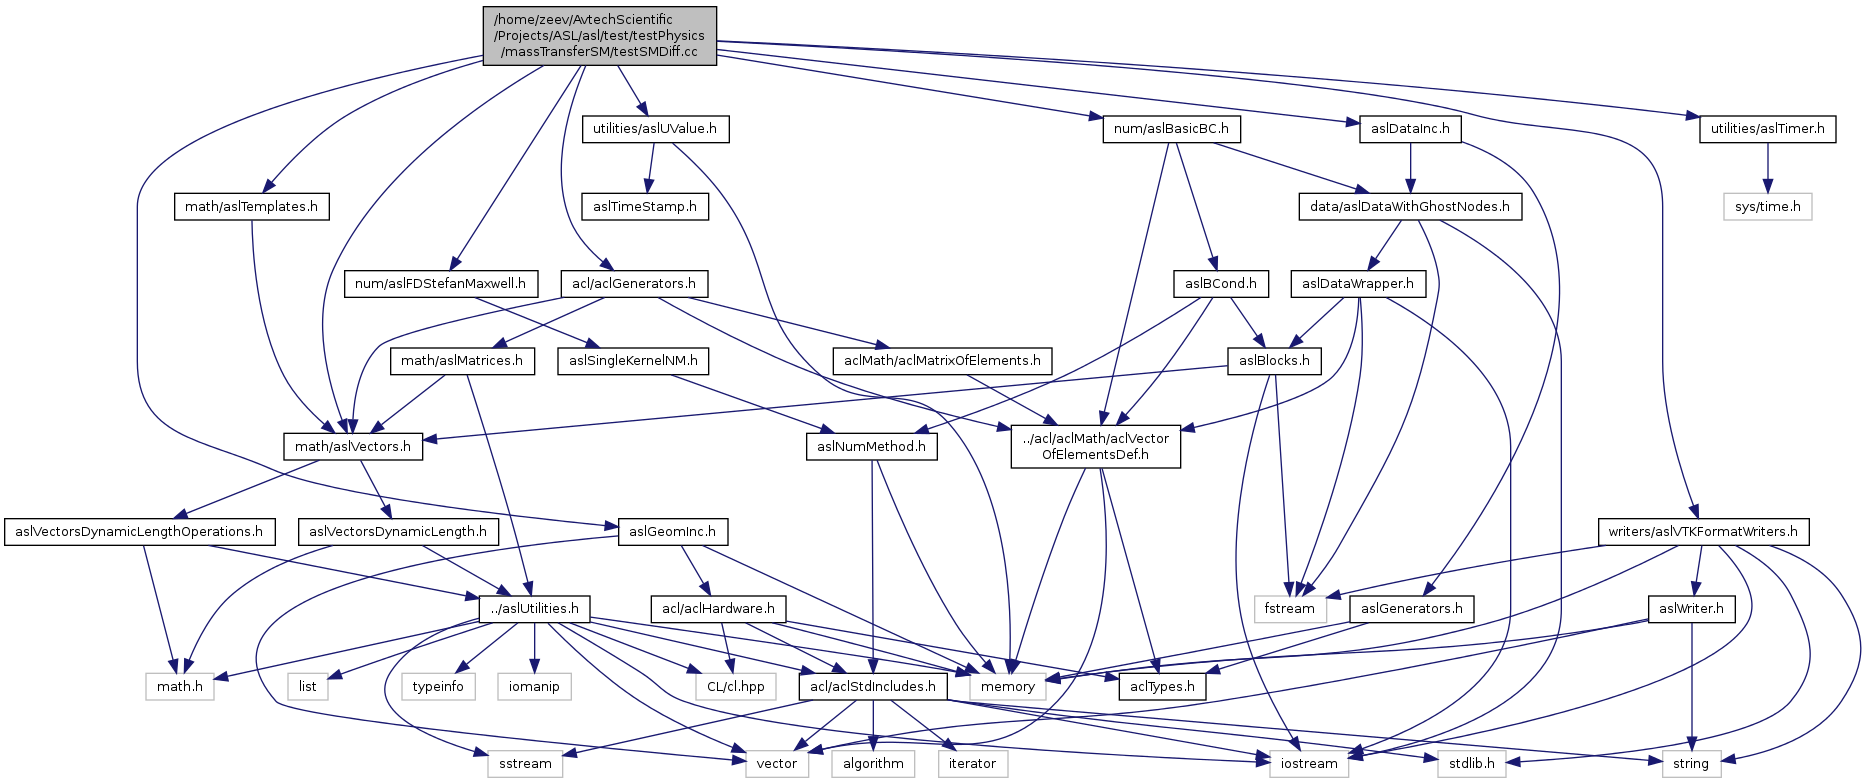 /home/zeev/AvtechScientific
/Projects/ASL/asl/test/testPhysics
/massTransferSM/testSMDiff.cc
utilities/aslUValue.h
num/aslBasicBC.h
aslDataInc.h
utilities/aslTimer.h
math/aslTemplates.h
aslTimeStamp.h
data/aslDataWithGhostNodes.h
sys/time.h
num/aslFDStefanMaxwell.h
acl/aclGenerators.h
aslBCond.h
aslDataWrapper.h
math/aslMatrices.h
aslSingleKernelNM.h
aclMath/aclMatrixOfElements.h
aslBlocks.h
math/aslVectors.h
aslNumMethod.h
../acl/aclMath/aclVector
OfElementsDef.h
aslVectorsDynamicLengthOperations.h
aslVectorsDynamicLength.h
aslGeomInc.h
writers/aslVTKFormatWriters.h
../aslUtilities.h
acl/aclHardware.h
fstream
aslGenerators.h
aslWriter.h
math.h
list
typeinfo
iomanip
CL/cl.hpp
acl/aclStdIncludes.h
memory
aclTypes.h
sstream
vector
algorithm
iterator
iostream
stdlib.h
string